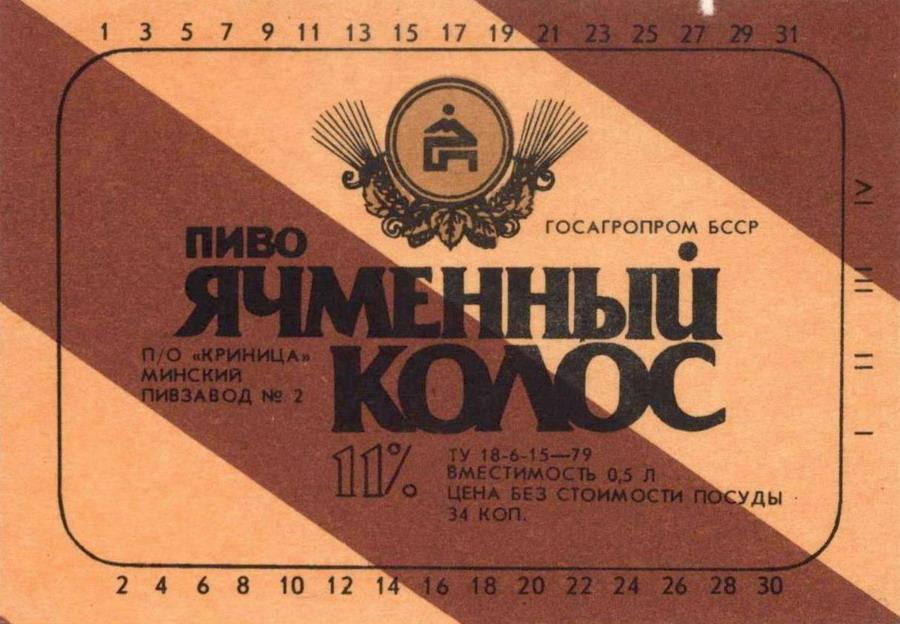 1 3 5 7 9 11 13 15 17 19 21 23 25 27 29 31
ГОСАГРОПРОМ БССР
ПИВО
ЯЧМЕННЫЙ
КОЛОС
П/О «КРИНИЦА»
МИНСКИЙ
ПИВЗАВОД № 2
11%
ТУ 18-6-15—79
ВМЕСТИМОСТЬ 0,5 Л
ЦЕНА БЕЗ СТОИМОСТИ ПОСУДЫ
34 КОП.
IV
III
II
I
2 4 6 8 10 12 14 16 18 20 22 24 26 28 30